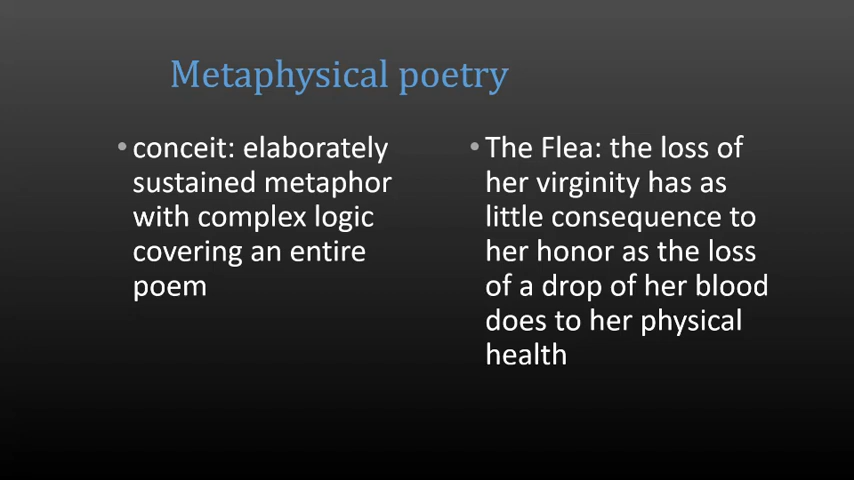 Metaphysical poetry
• conceit: elaborately
sustained metaphor
with complex logic
covering an entire
poem
• The Flea: the loss of
her virginity has as
little consequence to
her honor as the loss
of a drop of her blood
does to her physical
health